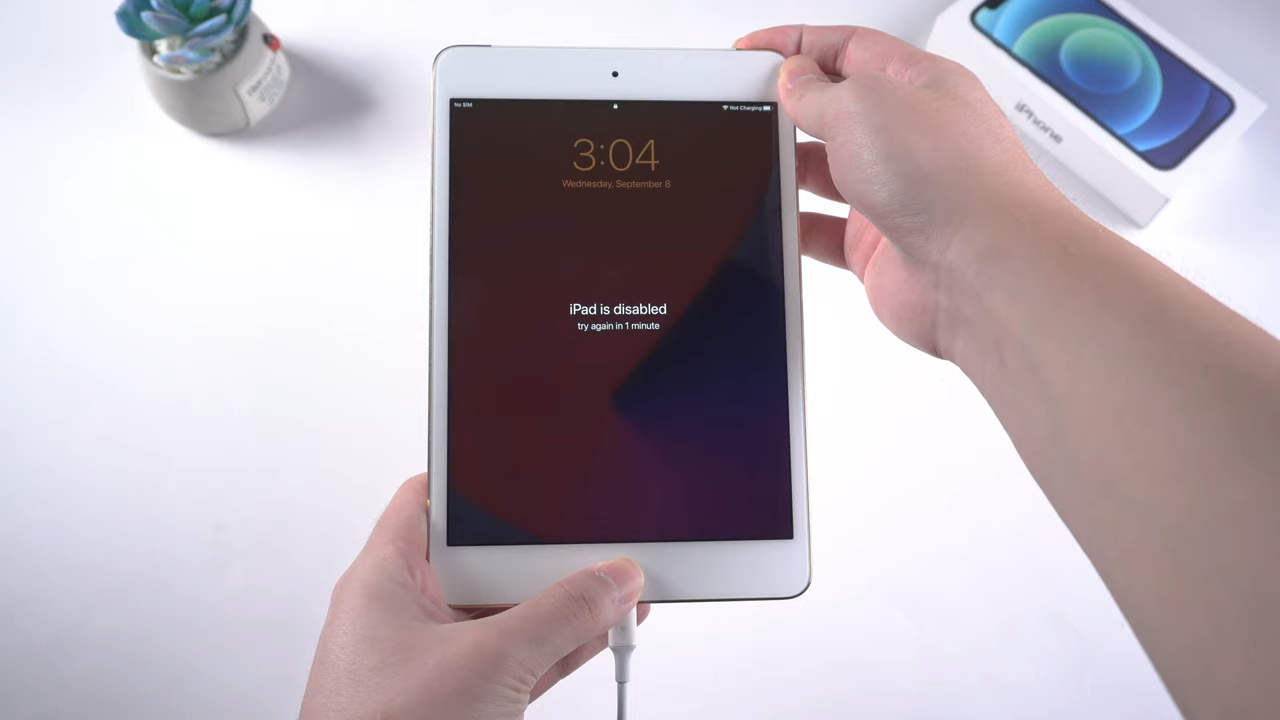 No SIM
Not Charging
3:04
Wednesday, September 8
iPad is disabled
try again in 1 minute
iPhone